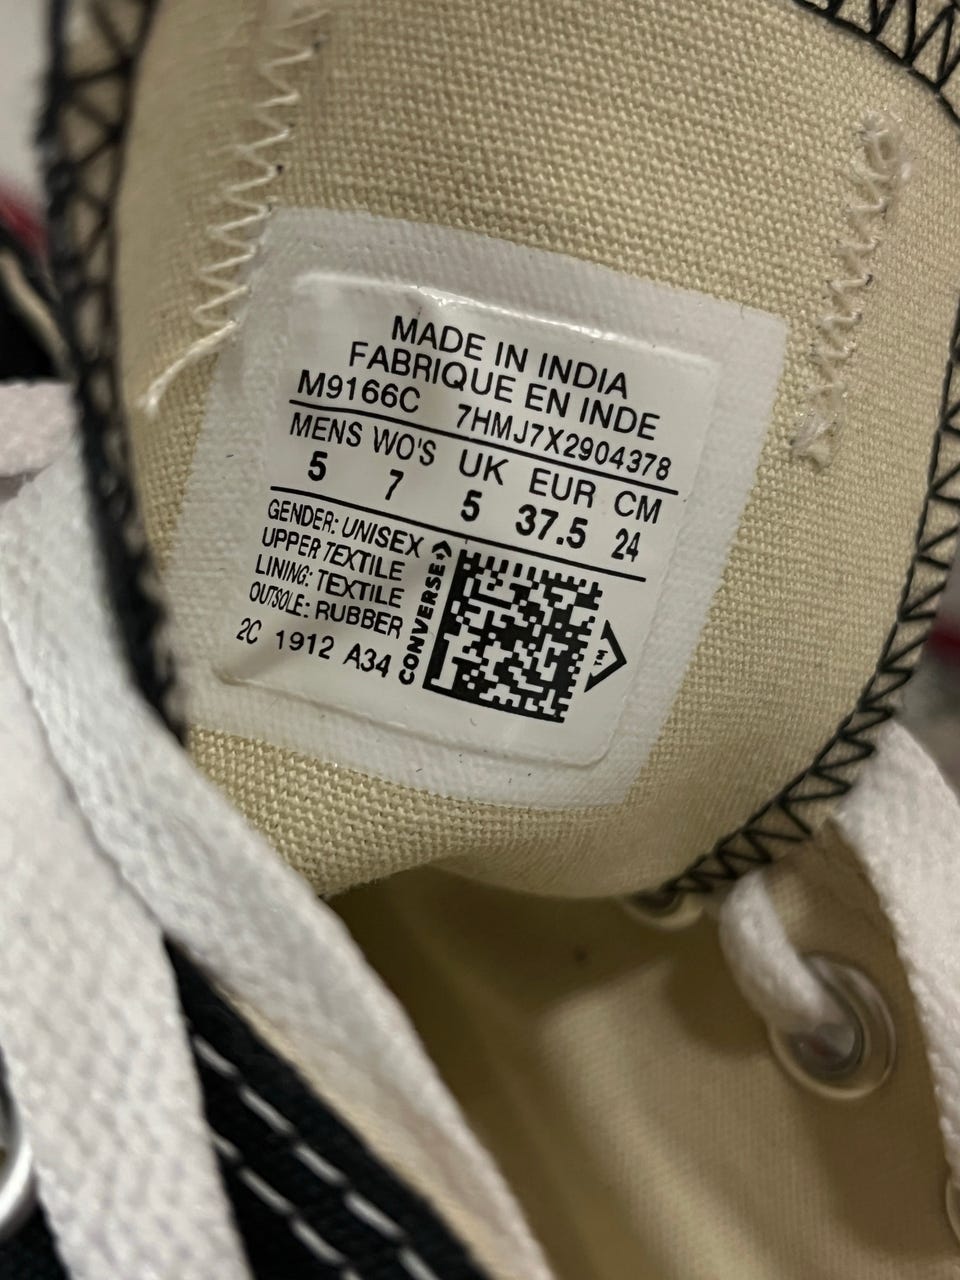 MADE IN INDIA
FABRIQUE EN INDE
M9166C 7HMJ7X2904378
MENS WO'S UK EUR CM
5 7 5 37.5 24
GENDER: UNISEX
UPPER TEXTILE
LINING: TEXTILE
OUTSOLE: RUBBER
2C 1912 A34
CONVERSE
TM